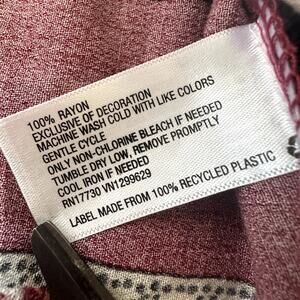 100% RAYON
EXCLUSIVE OF DECORATION
MACHINE WASH COLD WITH LIKE COLORS
GENTLE CYCLE
ONLY NON-CHLORINE BLEACH IF NEEDED
TUMBLE DRY LOW. REMOVE PROMPTLY
COOL IRON IF NEEDED
RN17730 VN1299629
LABEL MADE FROM 100% RECYCLED PLASTIC